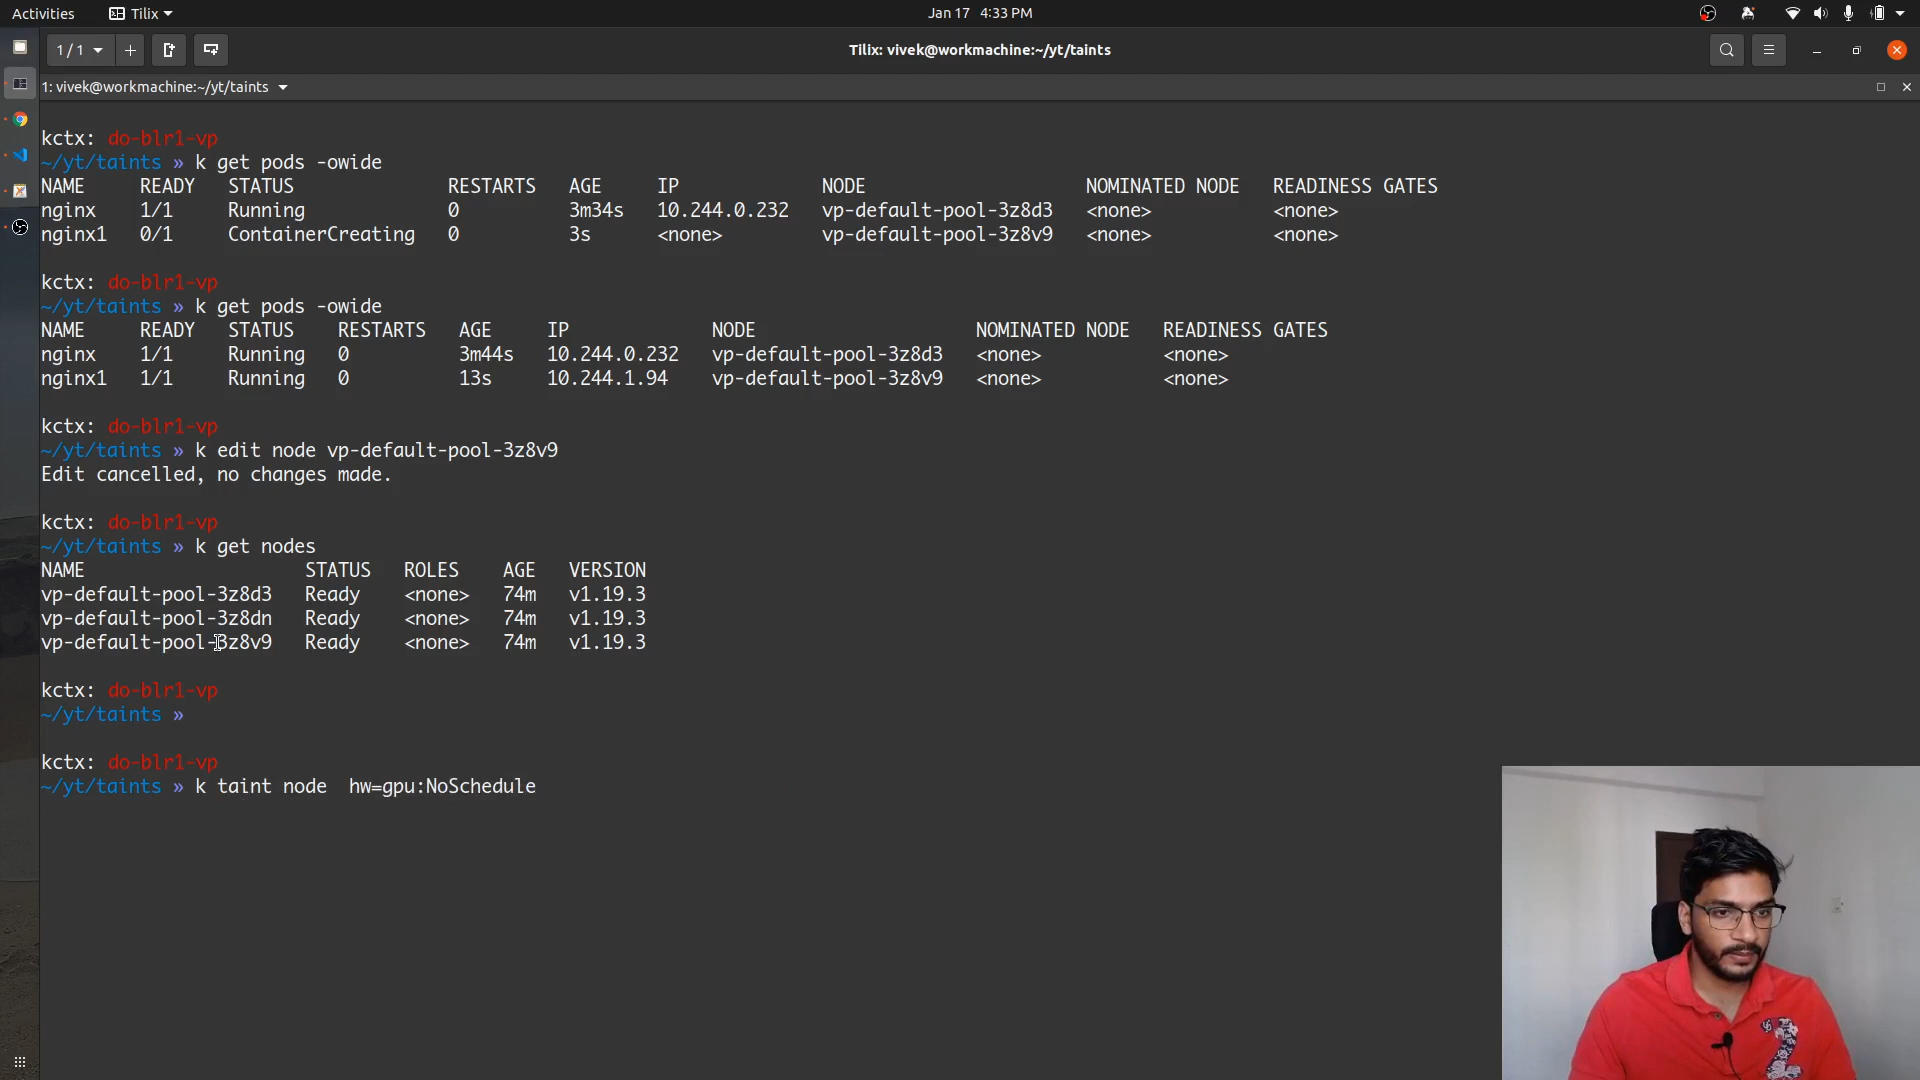 Activities Tilix Jan 17 4:33 PM
1 / 1 Tilix: vivek@workmachine:~/yt/taints
1: vivek@workmachine:~/yt/taints
kctx: do-blr1-vp
~/yt/taints » k get pods -owide
NAME READY STATUS RESTARTS AGE IP NODE NOMINATED NODE READINESS GATES
nginx 1/1 Running 0 3m34s 10.244.0.232 vp-default-pool-3z8d3 <none> <none>
nginx1 0/1 ContainerCreating 0 3s <none> vp-default-pool-3z8v9 <none> <none>
kctx: do-blr1-vp
~/yt/taints » k get pods -owide
NAME READY STATUS RESTARTS AGE IP NODE NOMINATED NODE READINESS GATES
nginx 1/1 Running 0 3m44s 10.244.0.232 vp-default-pool-3z8d3 <none> <none>
nginx1 1/1 Running 0 13s 10.244.1.94 vp-default-pool-3z8v9 <none> <none>
kctx: do-blr1-vp
~/yt/taints » k edit node vp-default-pool-3z8v9
Edit cancelled, no changes made.
kctx: do-blr1-vp
~/yt/taints » k get nodes
NAME STATUS ROLES AGE VERSION
vp-default-pool-3z8d3 Ready <none> 74m v1.19.3
vp-default-pool-3z8dn Ready <none> 74m v1.19.3
vp-default-pool-3z8v9 Ready <none> 74m v1.19.3
kctx: do-blr1-vp
~/yt/taints »
kctx: do-blr1-vp
~/yt/taints » k taint node hw=gpu:NoSchedule
2